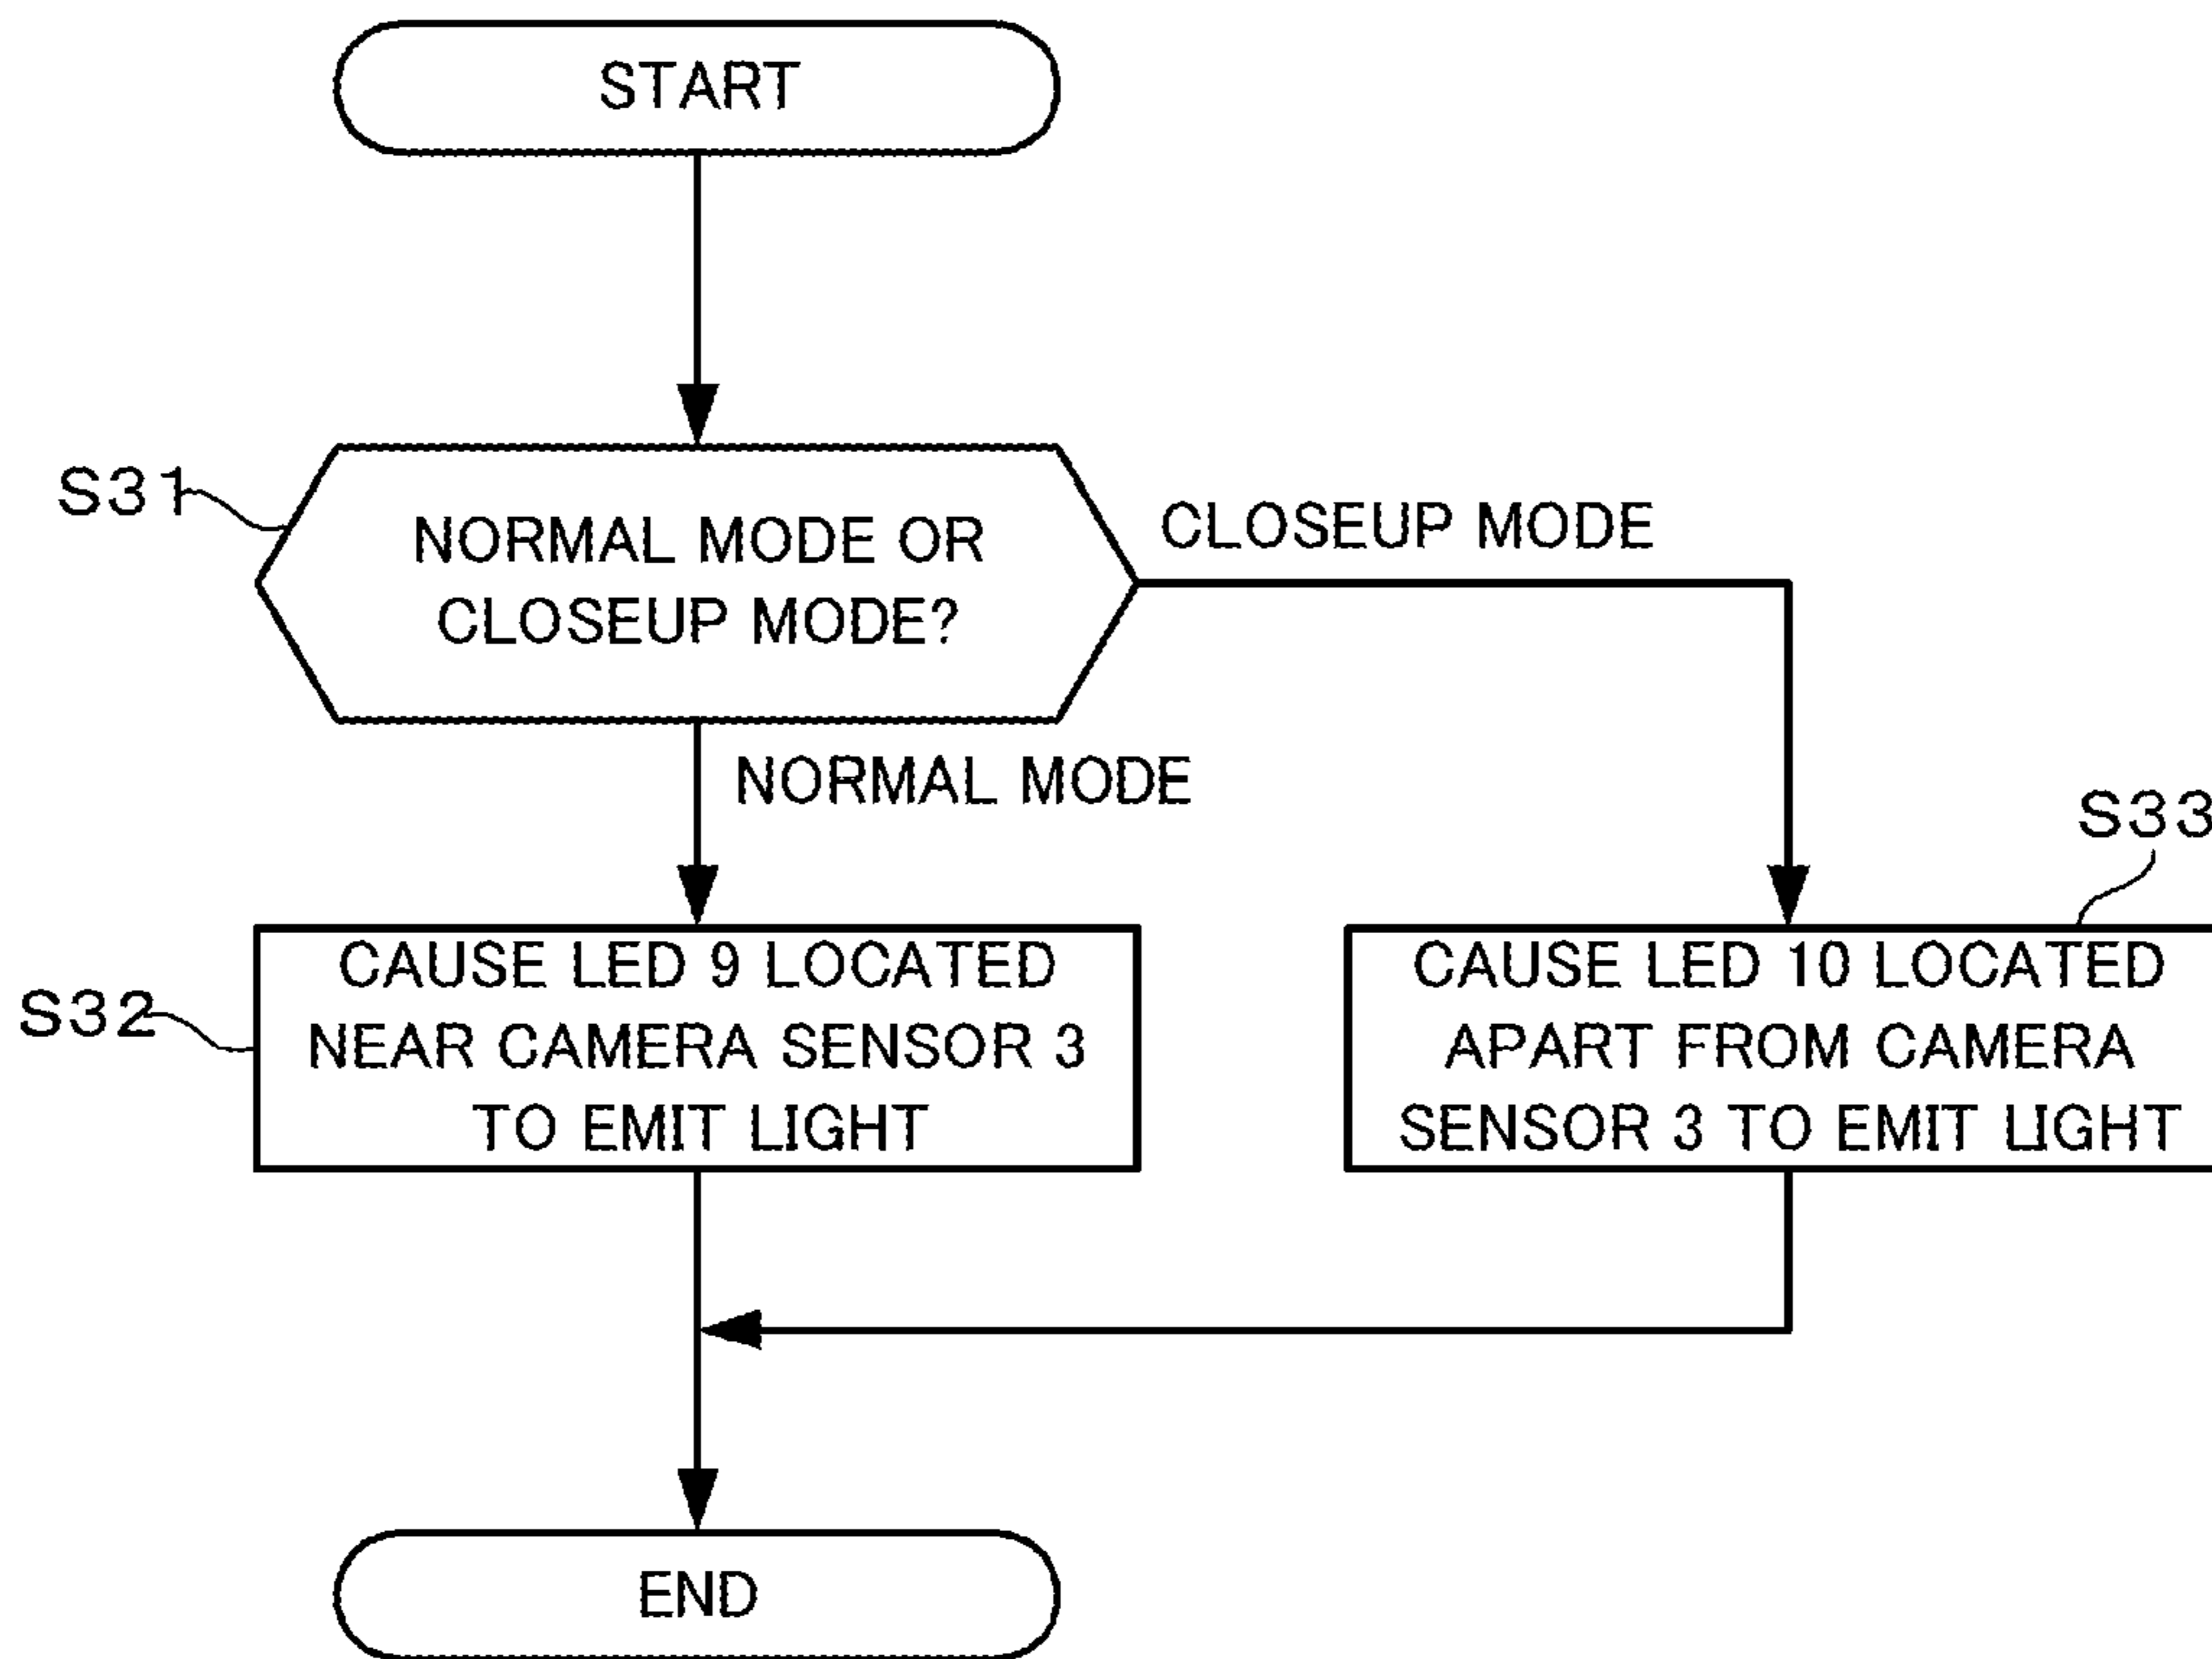 START
S31
NORMAL MODE OR
CLOSEUP MODE?
CLOSEUP MODE
NORMAL MODE
S32
CAUSE LED 9 LOCATED
NEAR CAMERA SENSOR 3
TO EMIT LIGHT
S33
CAUSE LED 10 LOCATED
APART FROM CAMERA
SENSOR 3 TO EMIT LIGHT
END